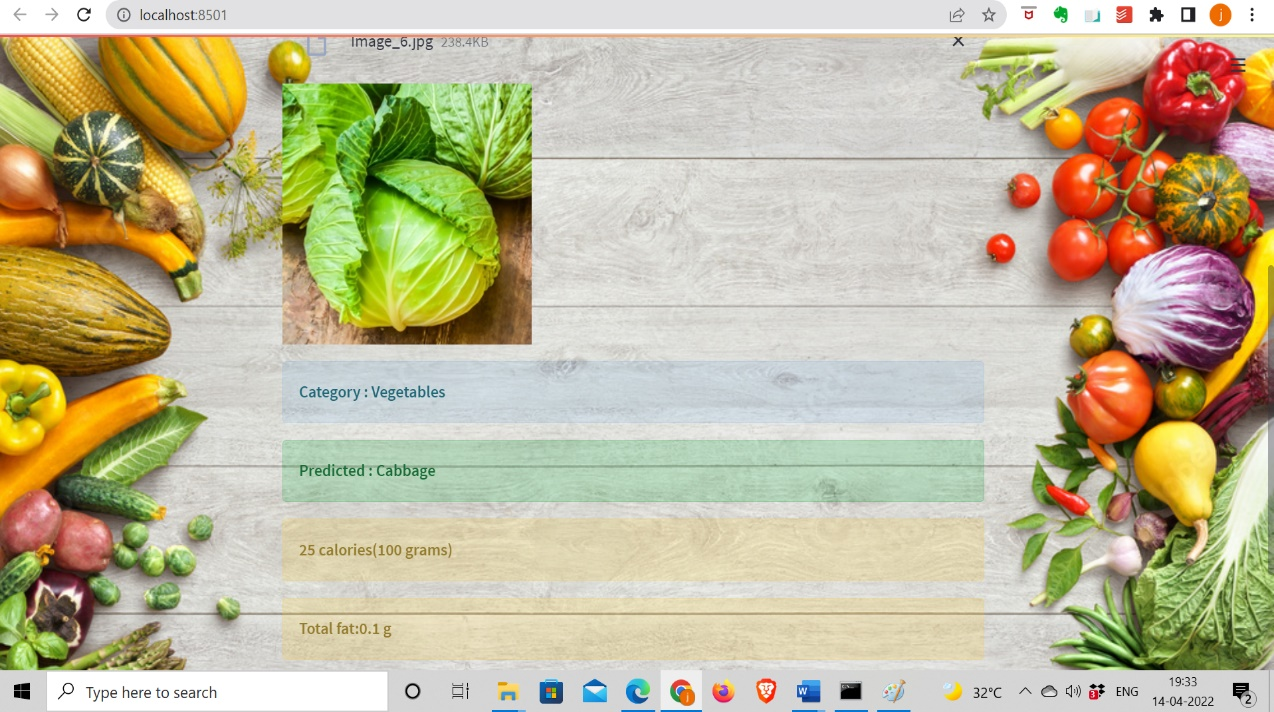 localhost:8501
Image_6.jpg 238.4KB
Category : Vegetables
Predicted : Cabbage
25 calories(100 grams)
Total fat:0.1 g
Type here to search
32°C
ENG
19:33
14-04-2022
2